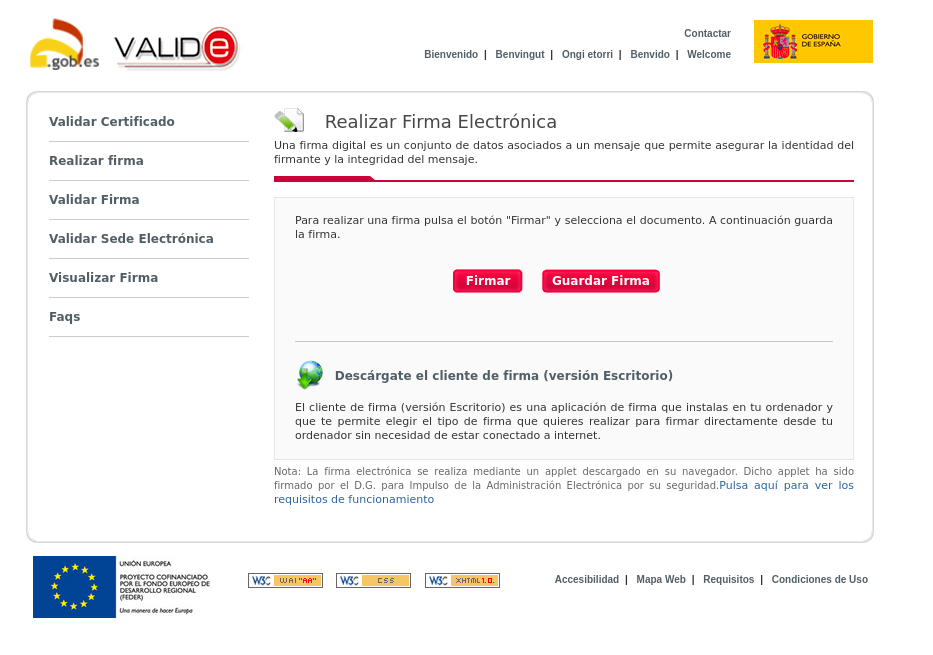 .gob.es
VALIDe
Contactar
Bienvenido | Benvingut | Ongi etorri | Benvido | Welcome
GOBIERNO
DE ESPAÑA
Validar Certificado
Realizar firma
Validar Firma
Validar Sede Electrónica
Visualizar Firma
Faqs
Realizar Firma Electrónica
Una firma digital es un conjunto de datos asociados a un mensaje que permite asegurar la identidad del
firmante y la integridad del mensaje.
Para realizar una firma pulsa el botón "Firmar" y selecciona el documento. A continuación guarda
la firma.
Firmar
Guardar Firma
Descárgate el cliente de firma (versión Escritorio)
El cliente de firma (versión Escritorio) es una aplicación de firma que instalas en tu ordenador y
que te permite elegir el tipo de firma que quieres realizar para firmar directamente desde tu
ordenador sin necesidad de estar conectado a internet.
Nota: La firma electrónica se realiza mediante un applet descargado en su navegador. Dicho applet ha sido
firmado por el D.G. para Impulso de la Administración Electrónica por su seguridad.Pulsa aquí para ver los
requisitos de funcionamiento
UNIÓN EUROPEA
PROYECTO COFINANCIADO
POR EL FONDO EUROPEO DE
DESARROLLO REGIONAL
(FEDER)
Una manera de hacer Europa
W3C WAI "AA"
W3C CSS
W3C XHTML 1.0.
Accesibilidad | Mapa Web | Requisitos | Condiciones de Uso